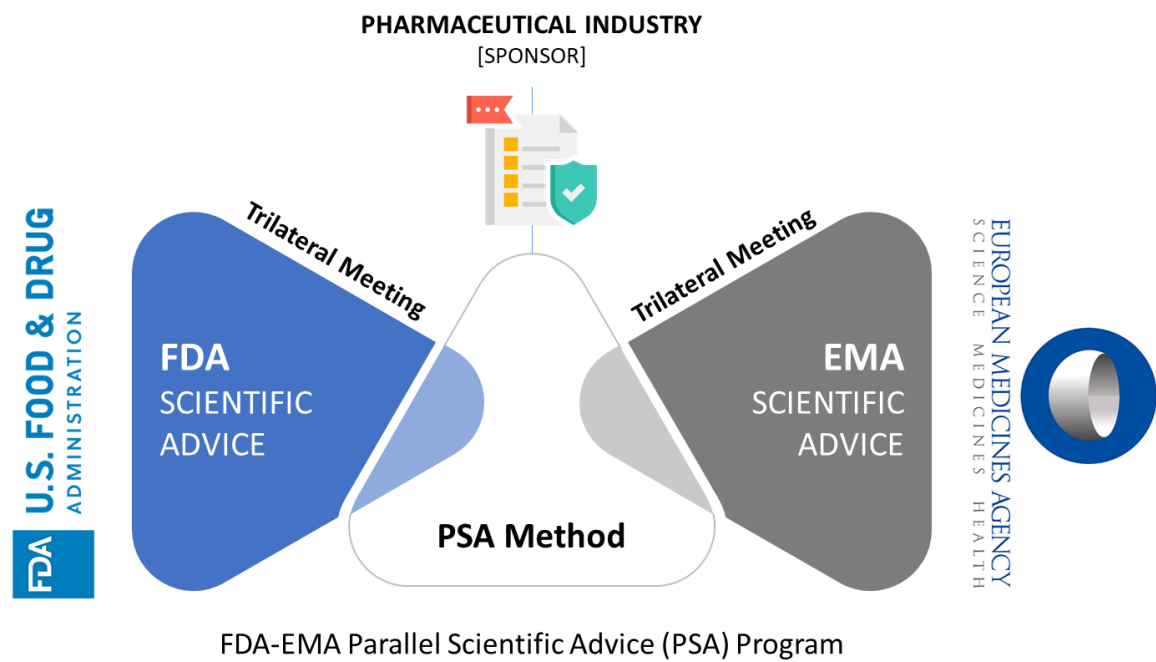 PHARMACEUTICAL INDUSTRY
[SPONSOR]
Trilateral Meeting
Trilateral Meeting
FDA
U.S. FOOD & DRUG
ADMINISTRATION
FDA
SCIENTIFIC
ADVICE
EMA
SCIENTIFIC
ADVICE
EUROPEAN MEDICINES AGENCY
SCIENCE MEDICINES HEALTH
PSA Method
FDA-EMA Parallel Scientific Advice (PSA) Program